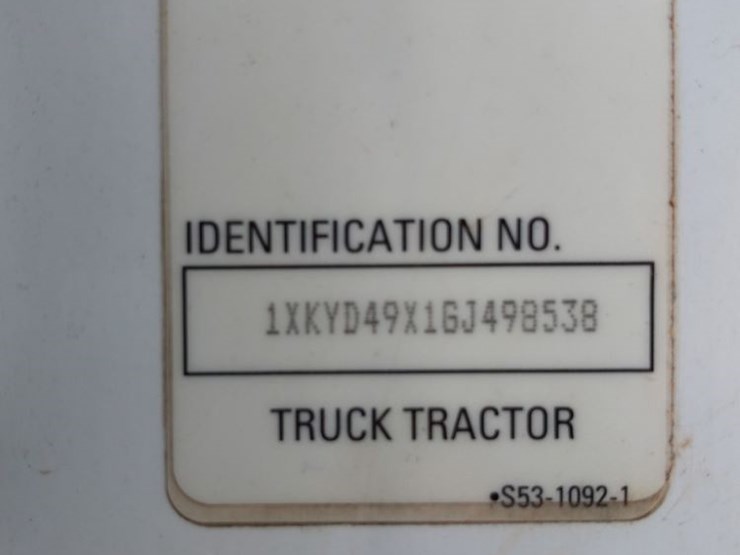 IDENTIFICATION NO.
1XKYD49X1GJ498538
TRUCK TRACTOR
•S53-1092-1